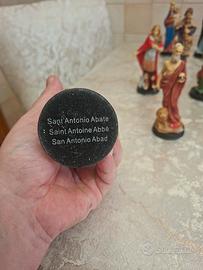 Sant Antonio Abate
Saint Antoine Abbé
San Antonio Abad